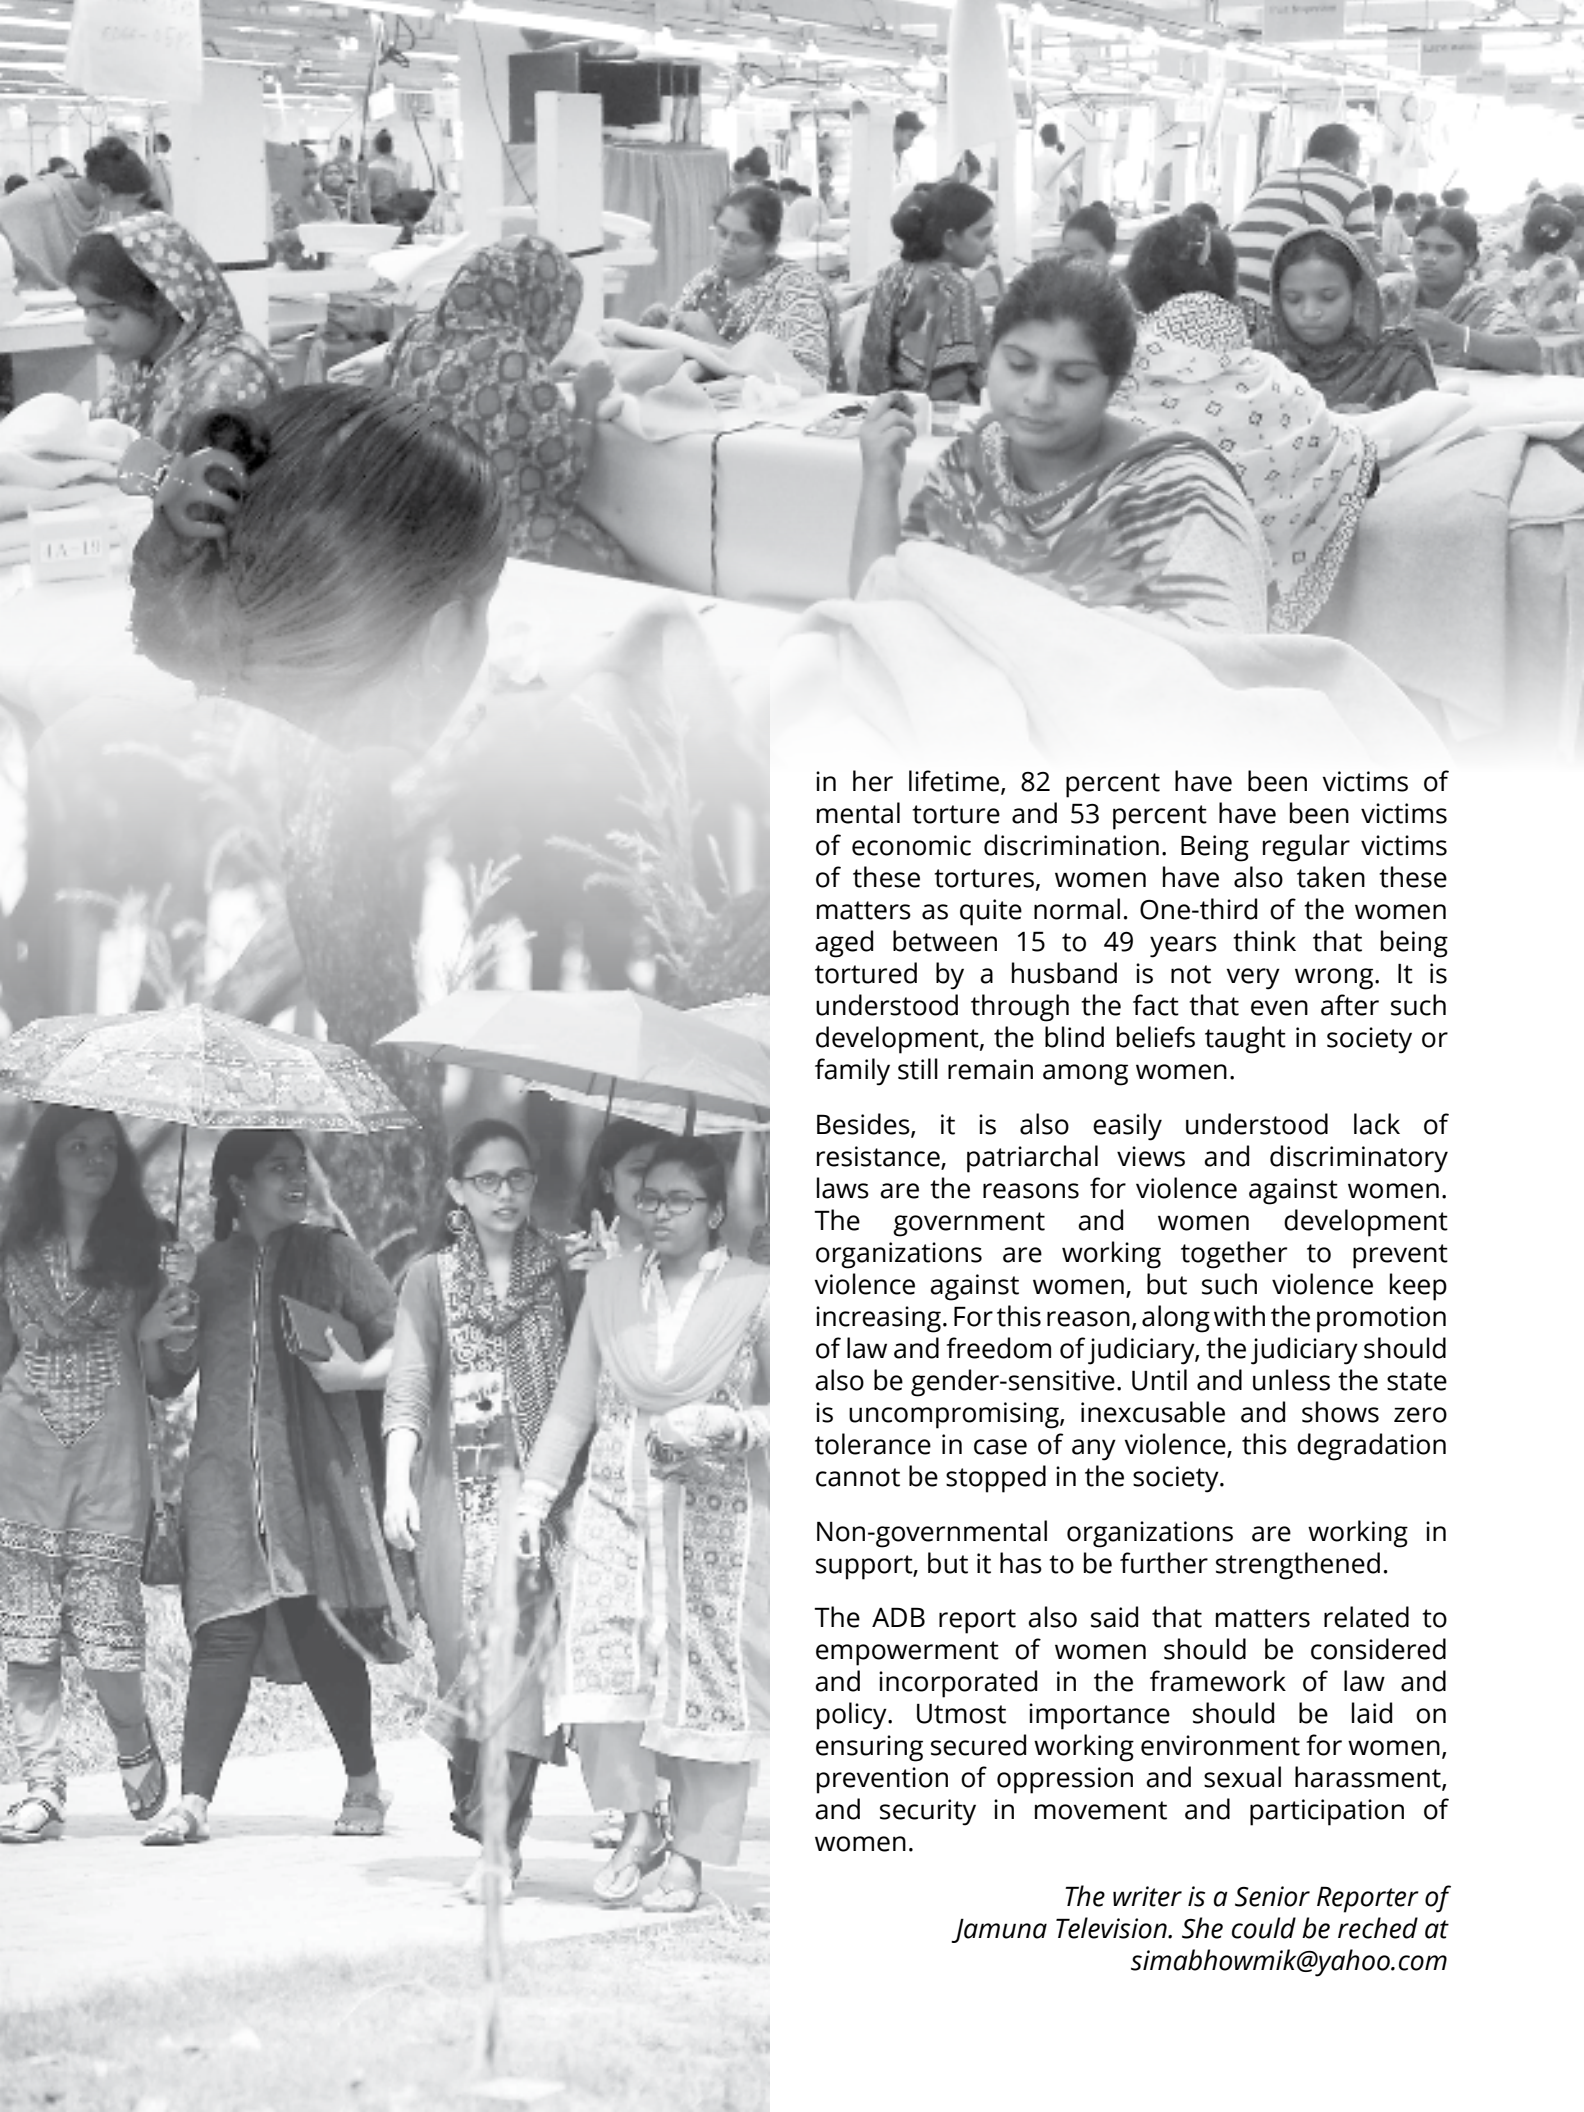 1A-19
in her lifetime, 82 percent have been victims of
mental torture and 53 percent have been victims
of economic discrimination. Being regular victims
of these tortures, women have also taken these
matters as quite normal. One-third of the women
aged between 15 to 49 years think that being
tortured by a husband is not very wrong. It is
understood through the fact that even after such
development, the blind beliefs taught in society or
family still remain among women.
Besides, it is also easily understood lack of
resistance, patriarchal views and discriminatory
laws are the reasons for violence against women.
The government and women development
organizations are working together to prevent
violence against women, but such violence keep
increasing. For this reason, along with the promotion
of law and freedom of judiciary, the judiciary should
also be gender-sensitive. Until and unless the state
is uncompromising, inexcusable and shows zero
tolerance in case of any violence, this degradation
cannot be stopped in the society.
Non-governmental organizations are working in
support, but it has to be further strengthened.
The ADB report also said that matters related to
empowerment of women should be considered
and incorporated in the framework of law and
policy. Utmost importance should be laid on
ensuring secured working environment for women,
prevention of oppression and sexual harassment,
and security in movement and participation of
women.
The writer is a Senior Reporter of
Jamuna Television. She could be reched at
simabhowmik@yahoo.com